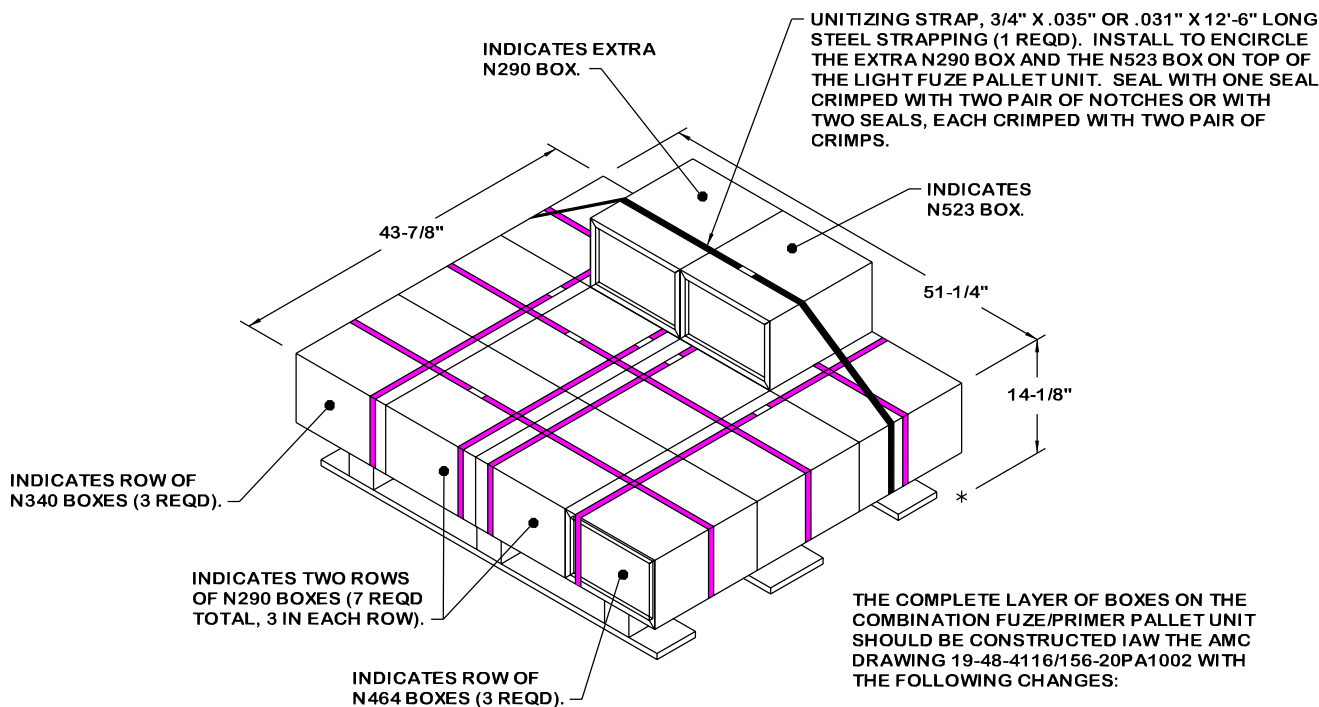 UNITIZING STRAP, 3/4" X .035" OR .031" X 12'-6" LONG
STEEL STRAPPING (1 REQD). INSTALL TO ENCIRCLE
THE EXTRA N290 BOX AND THE N523 BOX ON TOP OF
THE LIGHT FUZE PALLET UNIT. SEAL WITH ONE SEAL
CRIMPED WITH TWO PAIR OF NOTCHES OR WITH
TWO SEALS, EACH CRIMPED WITH TWO PAIR OF
CRIMPS.
INDICATES EXTRA
N290 BOX.
INDICATES
N523 BOX.
43-7/8"
51-1/4"
14-1/8"
*
INDICATES ROW OF
N340 BOXES (3 REQD).
INDICATES TWO ROWS
OF N290 BOXES (7 REQD
TOTAL, 3 IN EACH ROW).
INDICATES ROW OF
N464 BOXES (3 REQD).
THE COMPLETE LAYER OF BOXES ON THE
COMBINATION FUZE/PRIMER PALLET UNIT
SHOULD BE CONSTRUCTED IAW THE AMC
DRAWING 19-48-4116/156-20PA1002 WITH
THE FOLLOWING CHANGES: